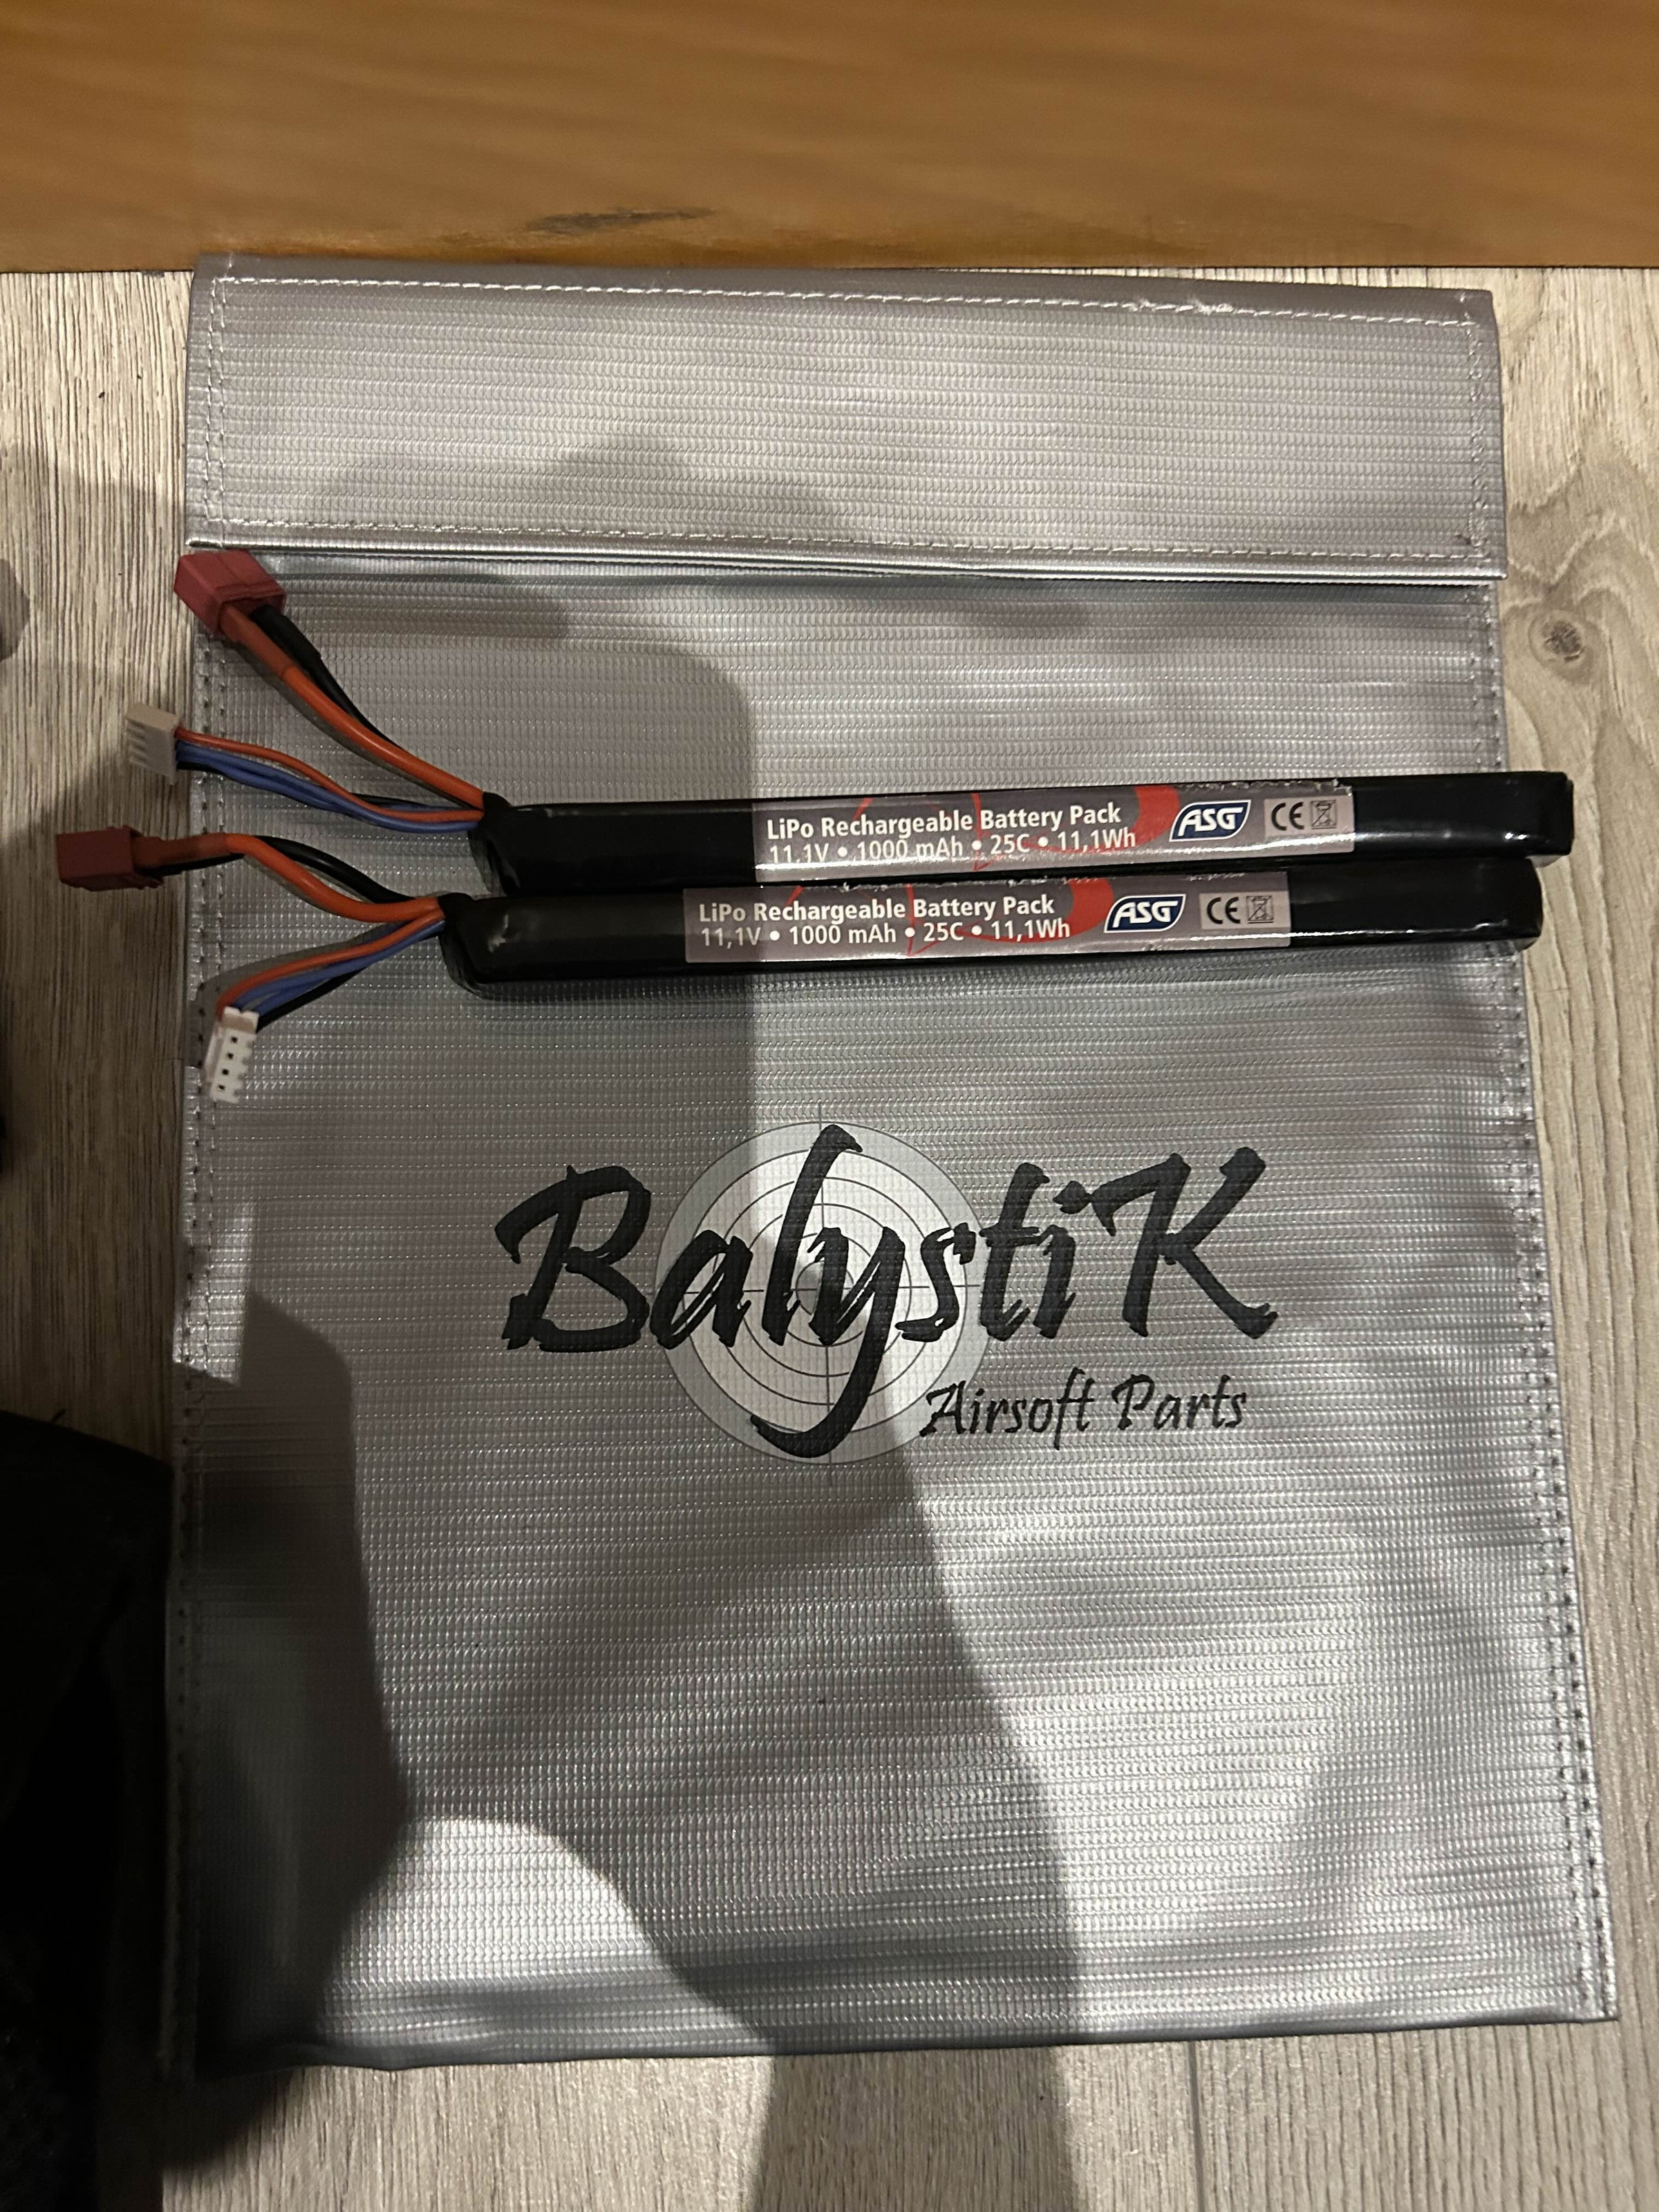 LiPo Rechargeable Battery Pack
11,1V • 1000 mAh • 25C • 11,1Wh
ASG CE
LiPo Rechargeable Battery Pack
11,1V • 1000 mAh • 25C • 11,1Wh
ASG CE
BalystiK
Airsoft Parts